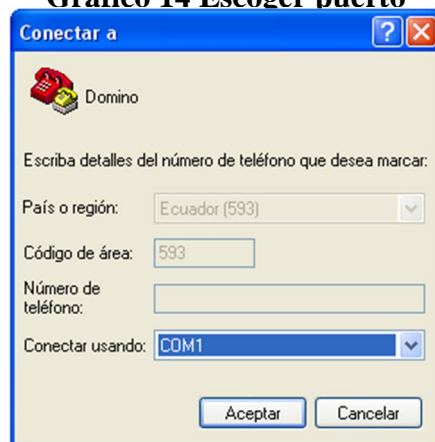 Gráfico 14 Escoger puerto
Conectar a
Domino
Escriba detalles del número de teléfono que desea marcar:
País o región: Ecuador (593)
Código de área: 593
Número de
teléfono:
Conectar usando: COM1
Aceptar Cancelar